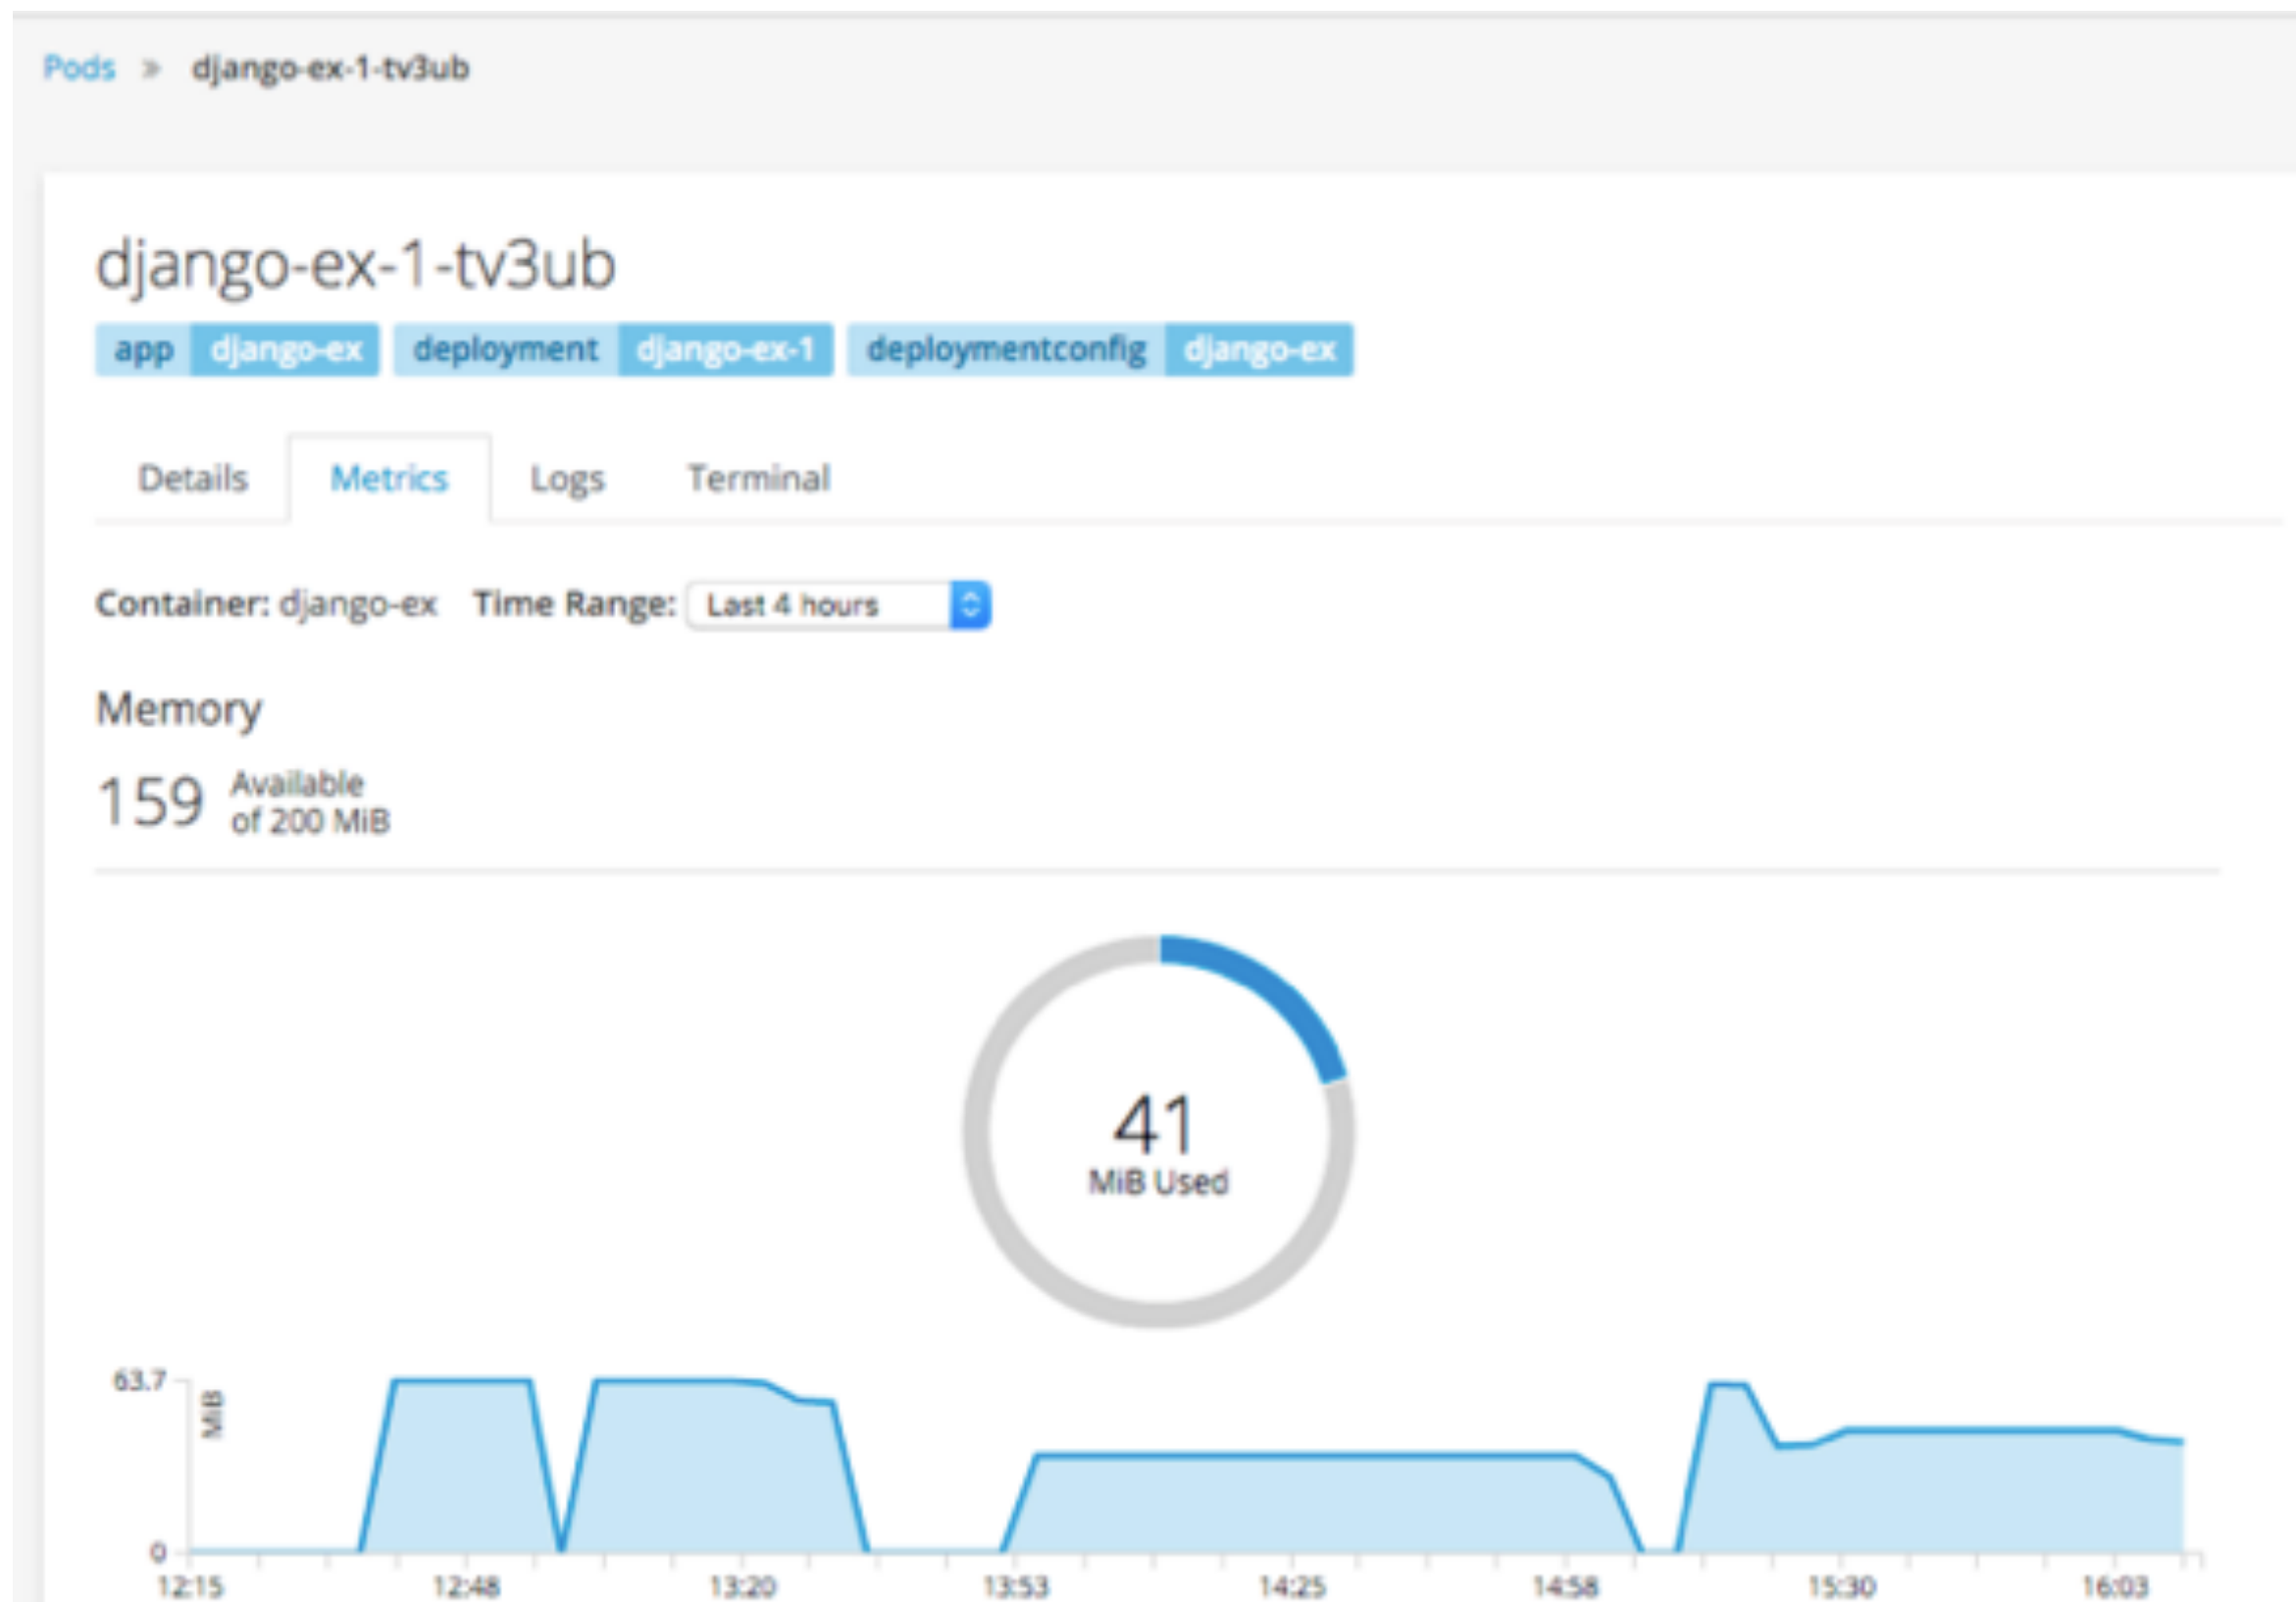 Pods » django-ex-1-tv3ub
django-ex-1-tv3ub
app django-ex deployment django-ex-1 deploymentconfig django-ex
Details Metrics Logs Terminal
Container: django-ex Time Range: Last 4 hours
Memory
159 Available
of 200 MiB
41
MiB Used
63.7
MiB
0
12:15 12:48 13:20 13:53 14:25 14:58 15:30 16:03